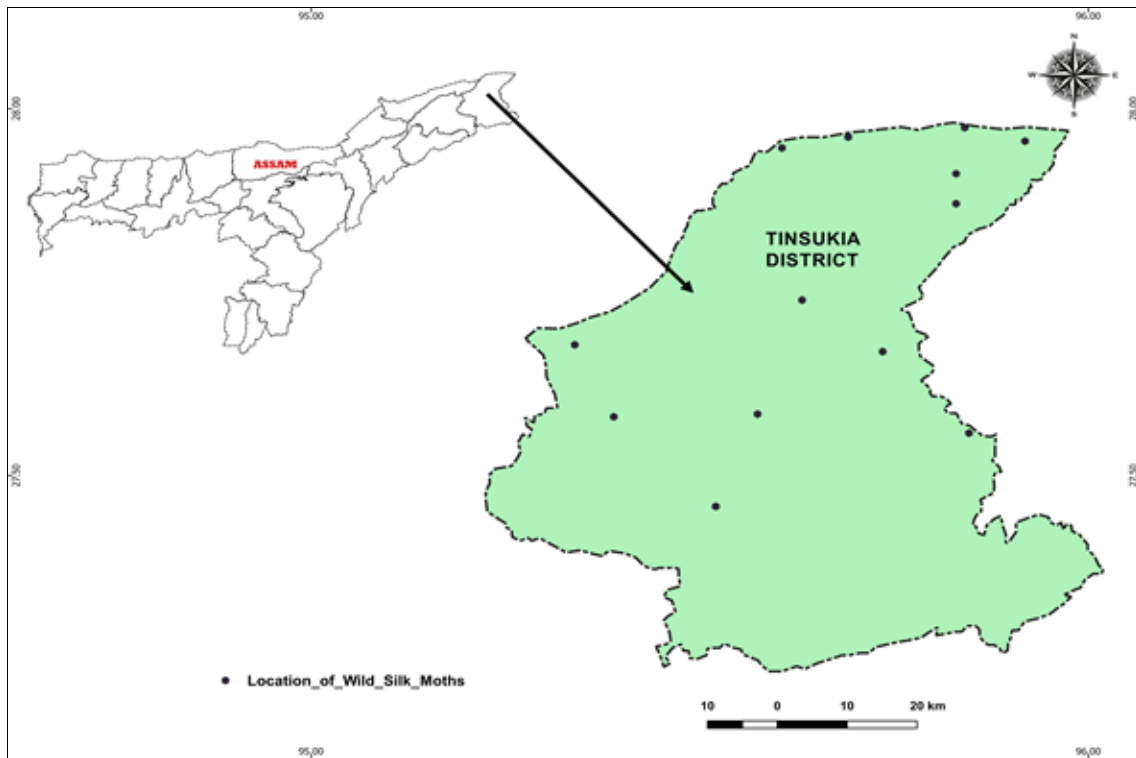 95.00
96.00
N
W
E
S
28.00
28.00
ASSAM
TINSUKIA
DISTRICT
27.50
27.50
Location_of_Wild_Silk_Moths
10 0 10 20 km
95.00
96.00